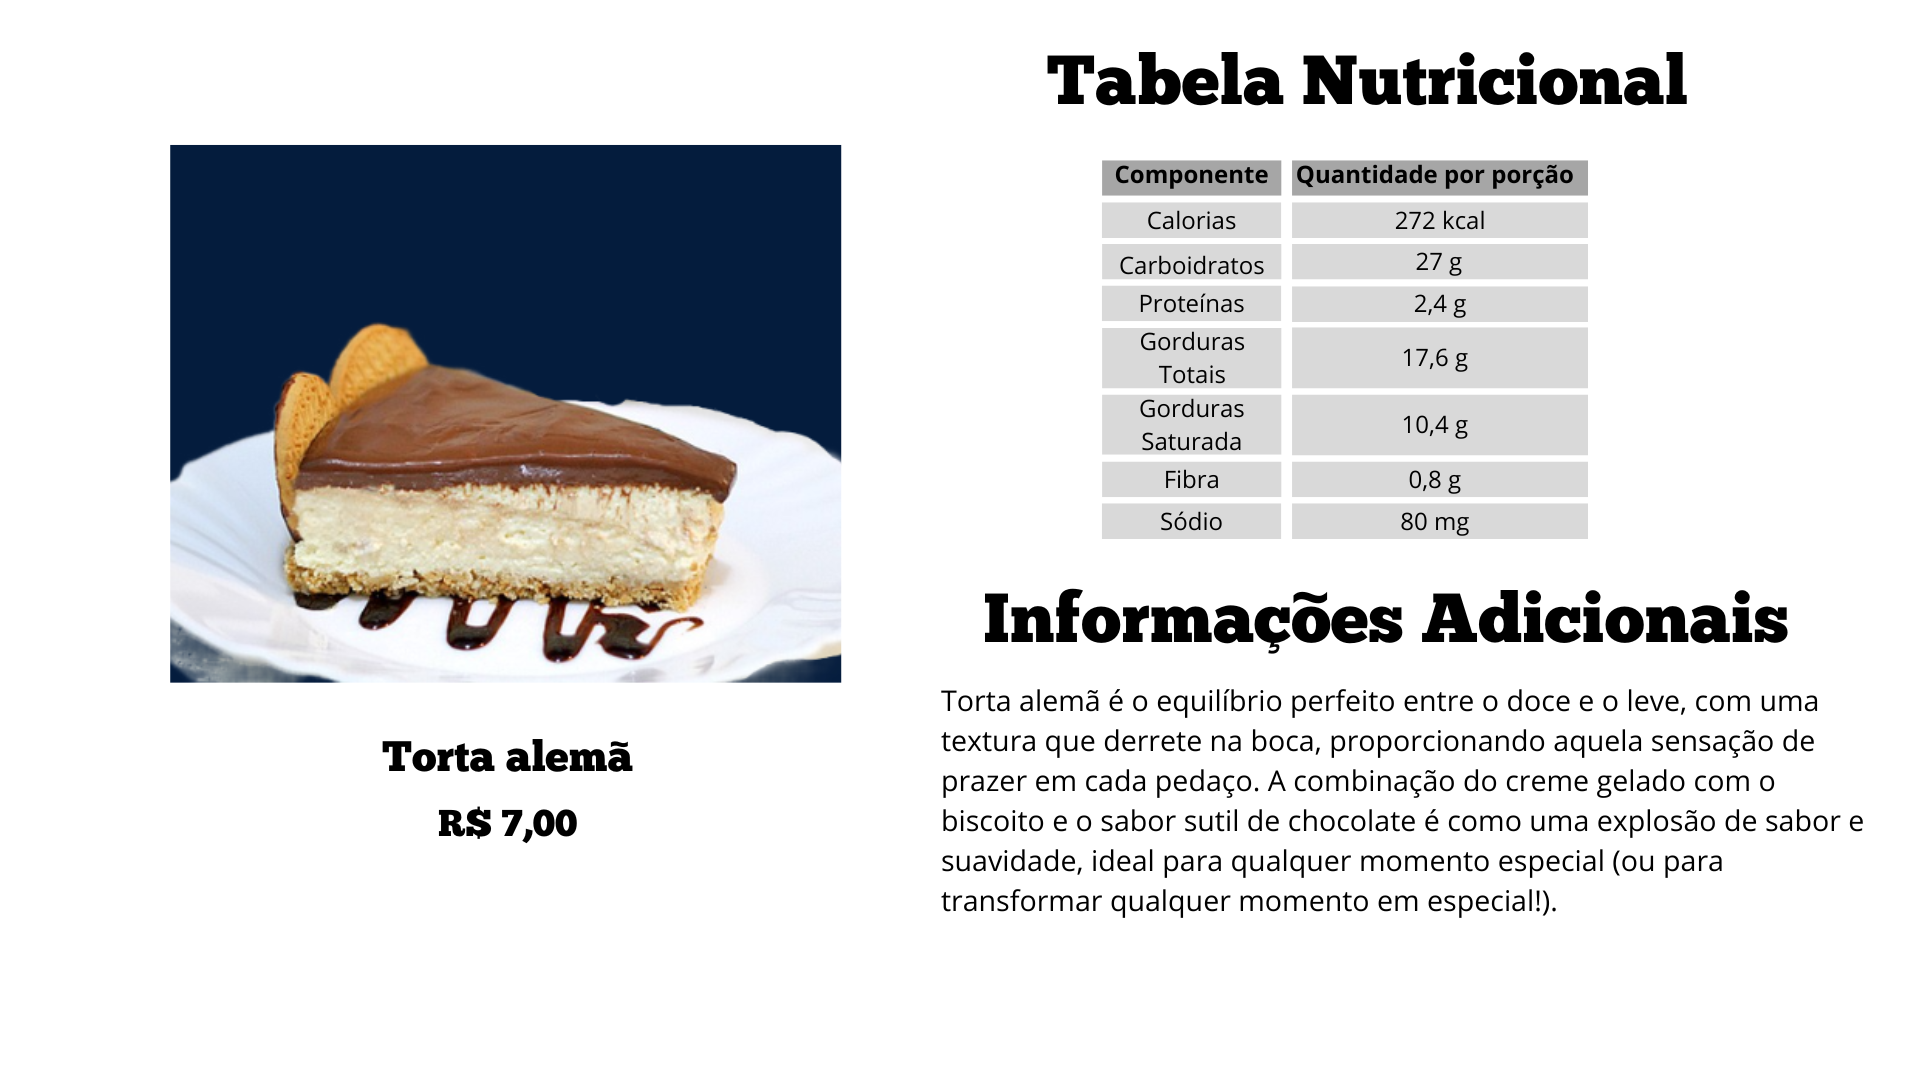 Torta alemã
R$ 7,00
Tabela Nutricional
Componente Quantidade por porção
Calorias 272 kcal
Carboidratos 27 g
Proteínas 2,4 g
Gorduras
Totais 17,6 g
Gorduras
Saturada 10,4 g
Fibra 0,8 g
Sódio 80 mg
Informações Adicionais
Torta alemã é o equilíbrio perfeito entre o doce e o leve, com uma
textura que derrete na boca, proporcionando aquela sensação de
prazer em cada pedaço. A combinação do creme gelado com o
biscoito e o sabor sutil de chocolate é como uma explosão de sabor e
suavidade, ideal para qualquer momento especial (ou para
transformar qualquer momento em especial!).